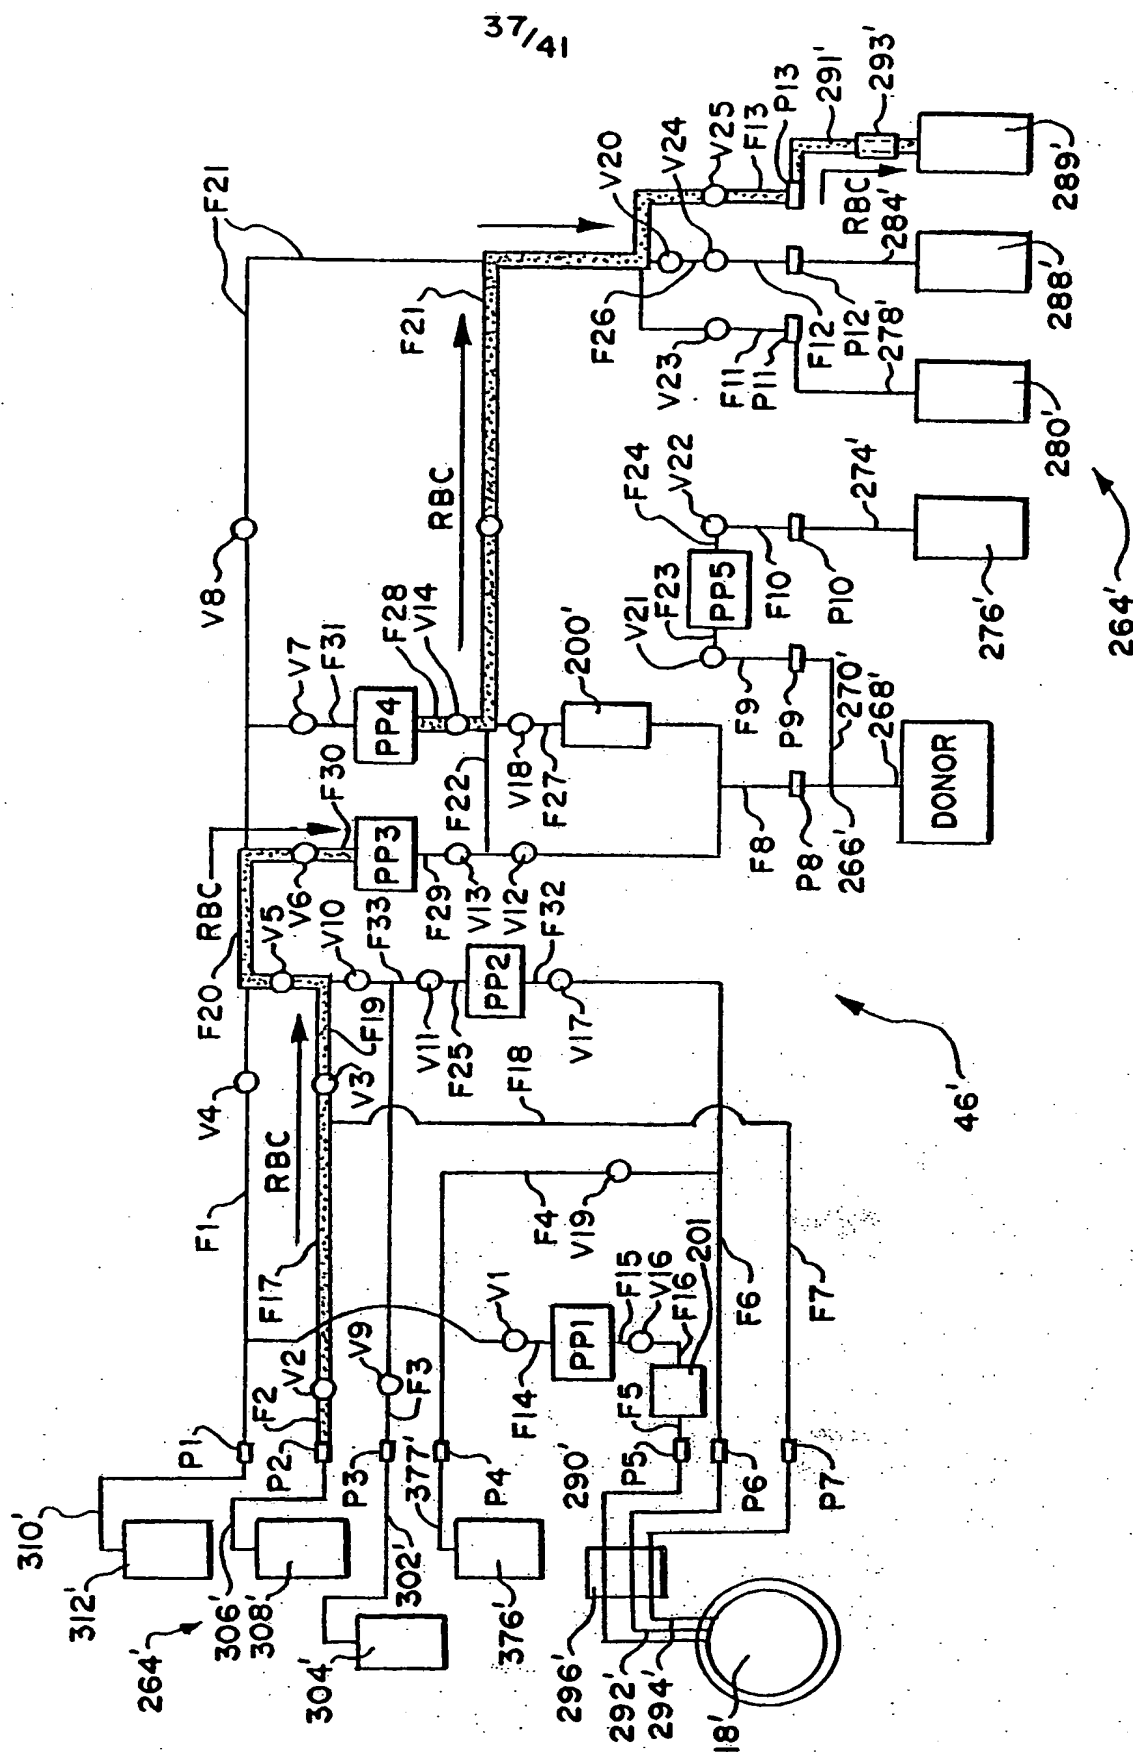 37/41
F21
V8
V7
F31
PP4
F28
V14
RBC
F21
F22
V18
F27
200'
F20
RBC
V5
V6
F30
PP3
F29
V13
V12
V10
F33
V11
F25
PP2
F32
V17
F1
V4
RBC
F17
V3
F19
F18
V2
F2
P1
P2
310'
312'
264'
306'
308'
304'
302'
P3
F3
V9
377'
P4
376'
F4
V19
V1
F14
PP1
F15
V16
F16
201
F5
290'
P5
P6
P7
F6
F7
296'
292'
294'
18'
46'
V20
V24
V25
F13
P13
291'
293'
RBC
284'
289'
F26
F12
P12
288'
V23
F11
P11
278'
280'
F24
V22
F23
PP5
V21
F10
P10
274'
276'
F9
P9
270'
268'
F8
P8
266'
DONOR
264'